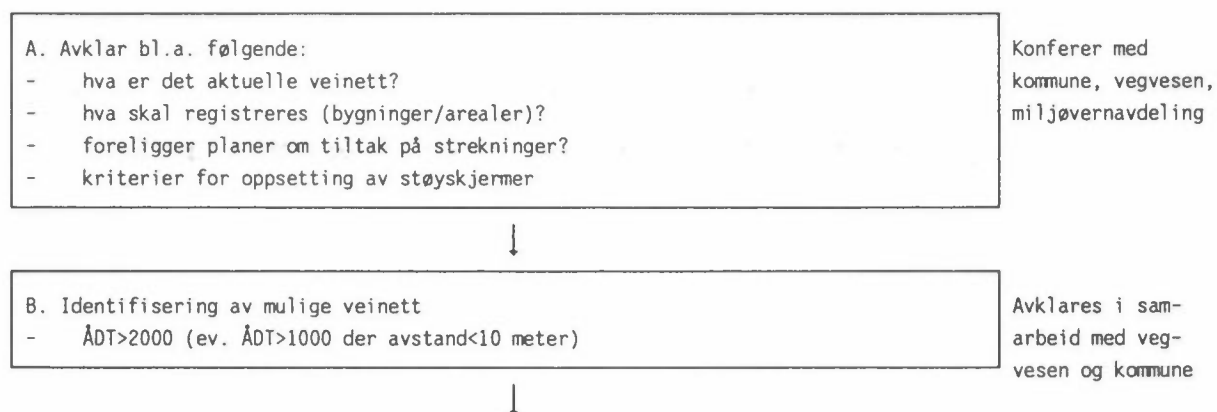 A. Avklar bl.a. følgende:
- hva er det aktuelle veinett?
- hva skal registreres (bygninger/arealer)?
- foreligger planer om tiltak på strekninger?
- kriterier for oppsetting av støyskjermer
Konferer med
kommune, vegvesen,
miljøvernavdeling
B. Identifisering av mulige veinett
- ÅDT>2000 (ev. ÅDT>1000 der avstand<10 meter)
Avklares i sam-
arbeid med veg-
vesen og kommune